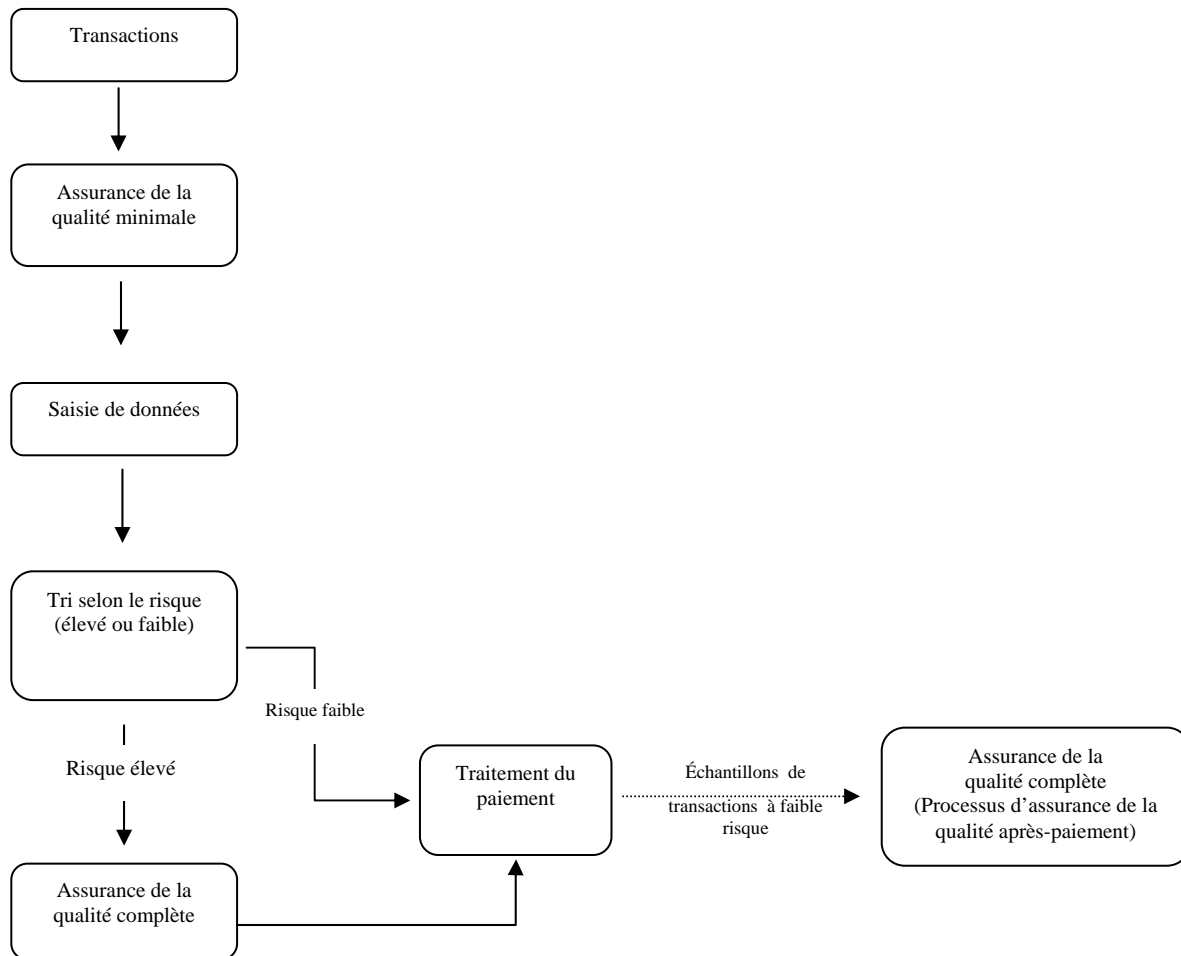 Transactions
Assurance de la
qualité minimale
Saisie de données
Tri selon le risque
(élevé ou faible)
Risque faible
Risque élevé
Traitement du
paiement
Échantillons de
transactions à faible
risque
Assurance de la
qualité complète
(Processus d’assurance de la
qualité après-paiement)
Assurance de la
qualité complète